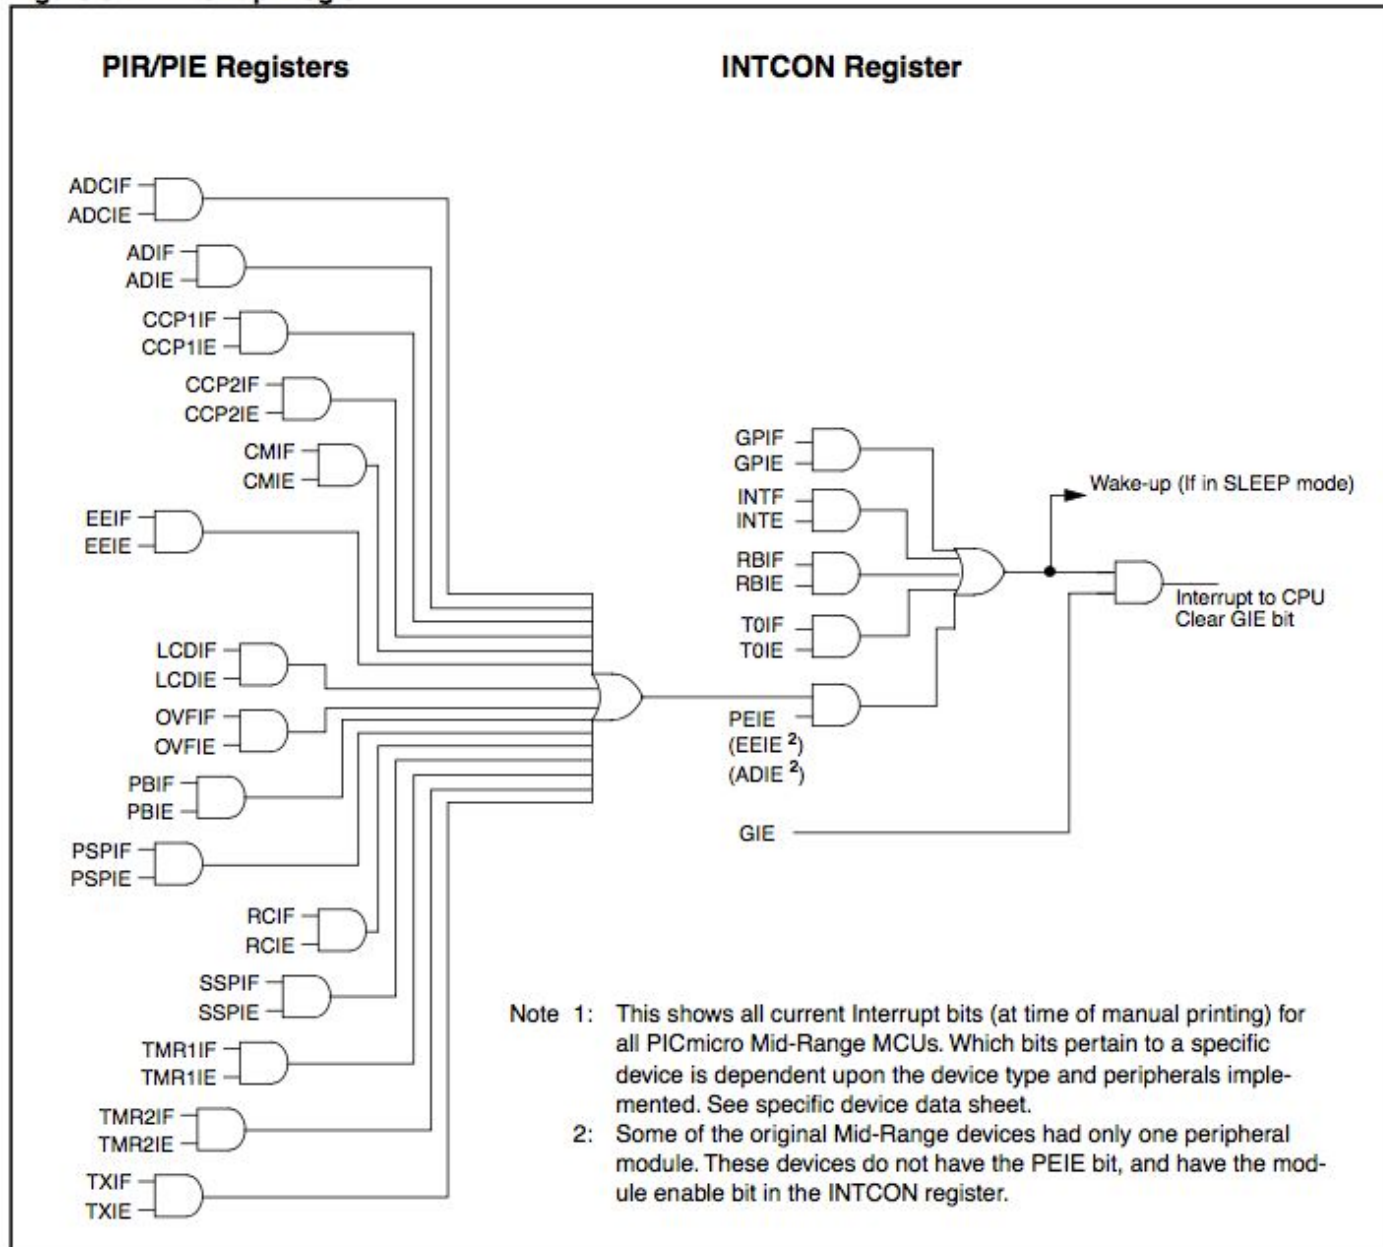 PIR/PIE Registers
INTCON Register
ADCIF
ADCIE
ADIF
ADIE
CCP1IF
CCP1IE
CCP2IF
CCP2IE
CMIF
CMIE
EEIF
EEIE
LCDIF
LCDIE
OVFIF
OVFIE
PBIF
PBIE
PSPIF
PSPIE
RCIF
RCIE
SSPIF
SSPIE
TMR1IF
TMR1IE
TMR2IF
TMR2IE
TXIF
TXIE
GPIF
GPIE
INTF
INTE
RBIF
RBIE
T0IF
T0IE
PEIE
(EEIE 2)
(ADIE 2)
GIE
Wake-up (If in SLEEP mode)
Interrupt to CPU
Clear GIE bit
Note 1: This shows all current Interrupt bits (at time of manual printing) for
all PICmicro Mid-Range MCUs. Which bits pertain to a specific
device is dependent upon the device type and peripherals imple-
mented. See specific device data sheet.
2: Some of the original Mid-Range devices had only one peripheral
module. These devices do not have the PEIE bit, and have the mod-
ule enable bit in the INTCON register.